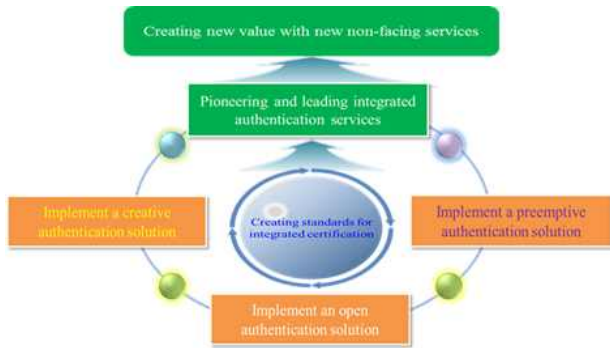 Creating new value with new non-facing services
Pioneering and leading integrated
authentication services
Implement a creative
authentication solution
Creating standards for
integrated certification
Implement a preemptive
authentication solution
Implement an open
authentication solution